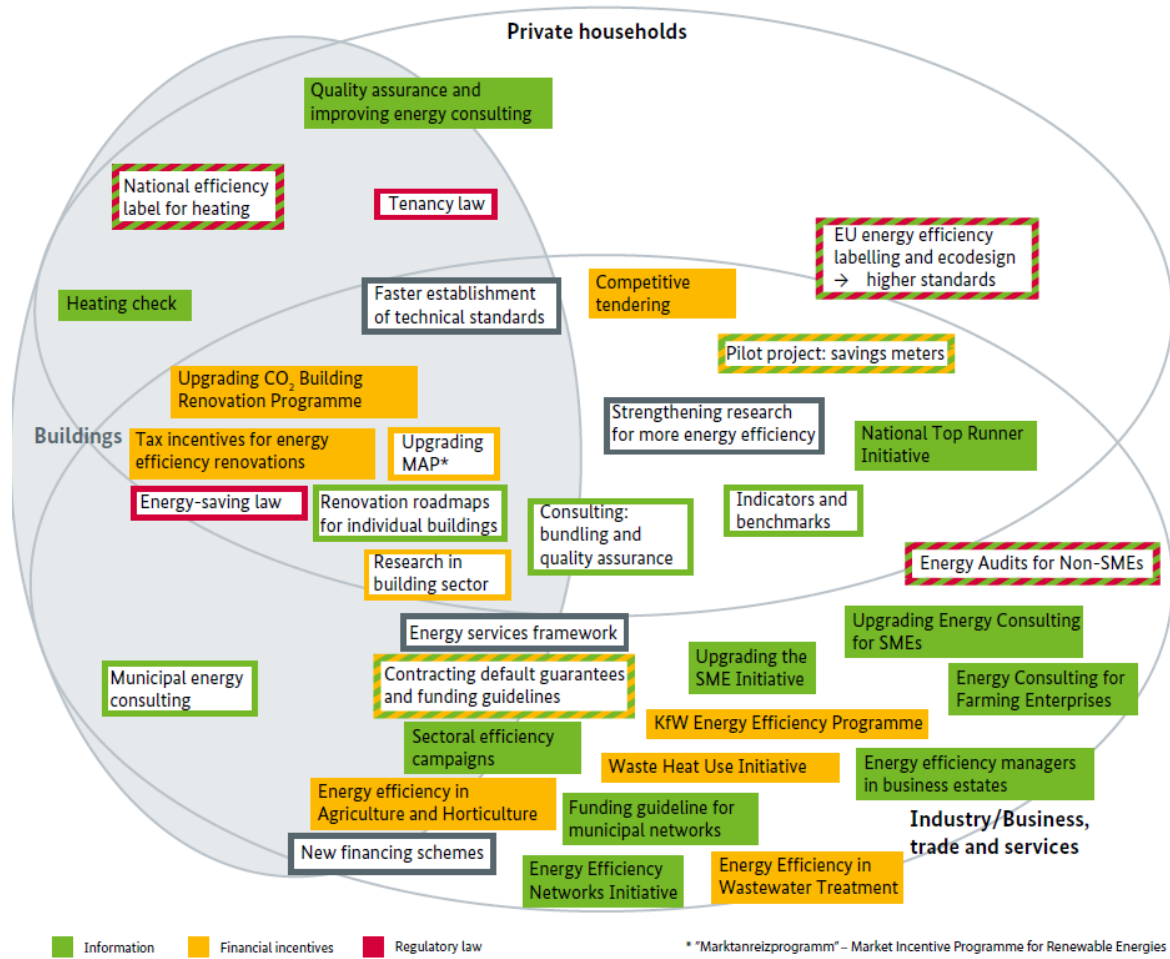 Private households
Quality assurance and
improving energy consulting
National efficiency
label for heating
Tenancy law
EU energy efficiency
labelling and ecodesign
→ higher standards
Heating check
Faster establishment
of technical standards
Competitive
tendering
Pilot project: savings meters
Upgrading CO₂ Building
Renovation Programme
Strengthening research
for more energy efficiency
Buildings
Tax incentives for energy
efficiency renovations
Upgrading
MAP*
National Top Runner
Initiative
Energy-saving law
Renovation roadmaps
for individual buildings
Consulting:
bundling and
quality assurance
Indicators and
benchmarks
Research in
building sector
Energy Audits for Non-SMEs
Energy services framework
Upgrading Energy Consulting
for SMEs
Municipal energy
consulting
Contracting default guarantees
and funding guidelines
Upgrading the
SME Initiative
Energy Consulting for
Farming Enterprises
KfW Energy Efficiency Programme
Sectoral efficiency
campaigns
Waste Heat Use Initiative
Energy efficiency managers
in business estates
Energy efficiency in
Agriculture and Horticulture
Funding guideline for
municipal networks
Industry/Business,
trade and services
New financing schemes
Energy Efficiency
Networks Initiative
Energy Efficiency in
Wastewater Treatment
Information
Financial incentives
Regulatory law
* "Marktanreizprogramm" – Market Incentive Programme for Renewable Energies